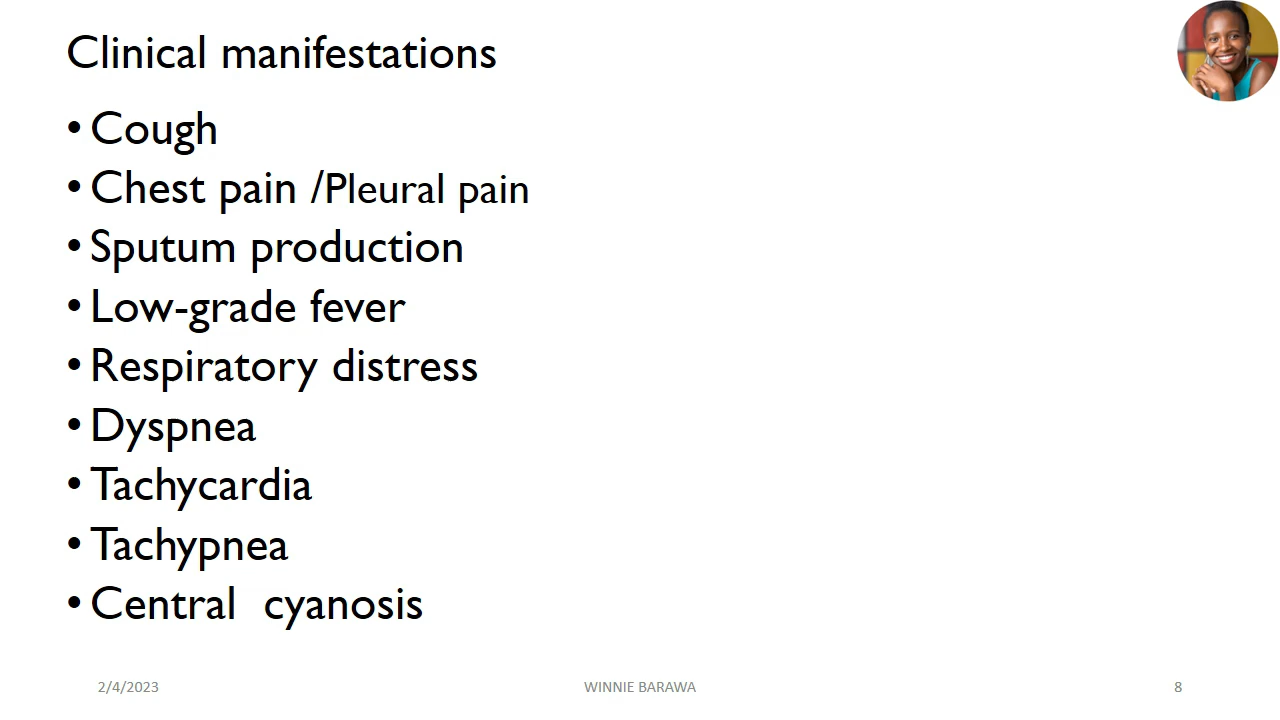 Clinical manifestations
• Cough
• Chest pain /Pleural pain
• Sputum production
• Low-grade fever
• Respiratory distress
• Dyspnea
• Tachycardia
• Tachypnea
• Central  cyanosis
2/4/2023
WINNIE BARAWA
8